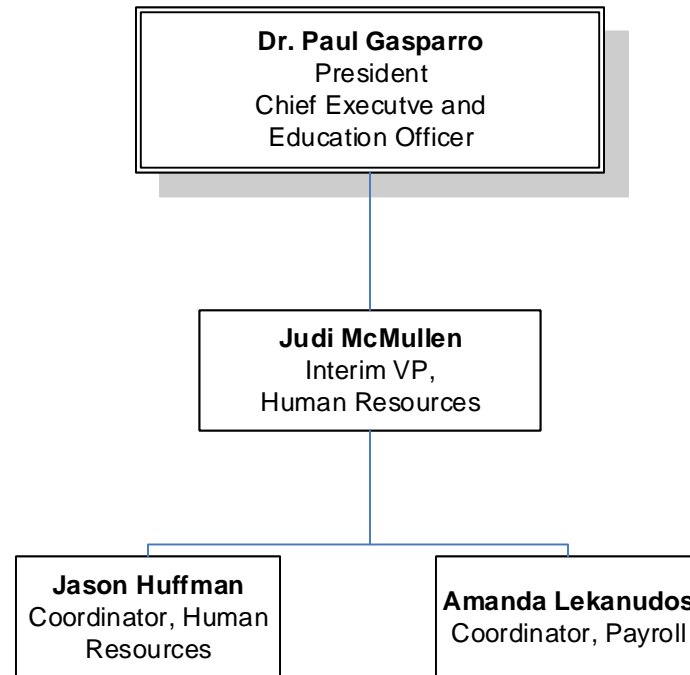 Dr. Paul Gasparro
President
Chief Executve and
Education Officer
Judi McMullen
Interim VP,
Human Resources
Jason Huffman
Coordinator, Human
Resources
Amanda Lekanudos
Coordinator, Payroll